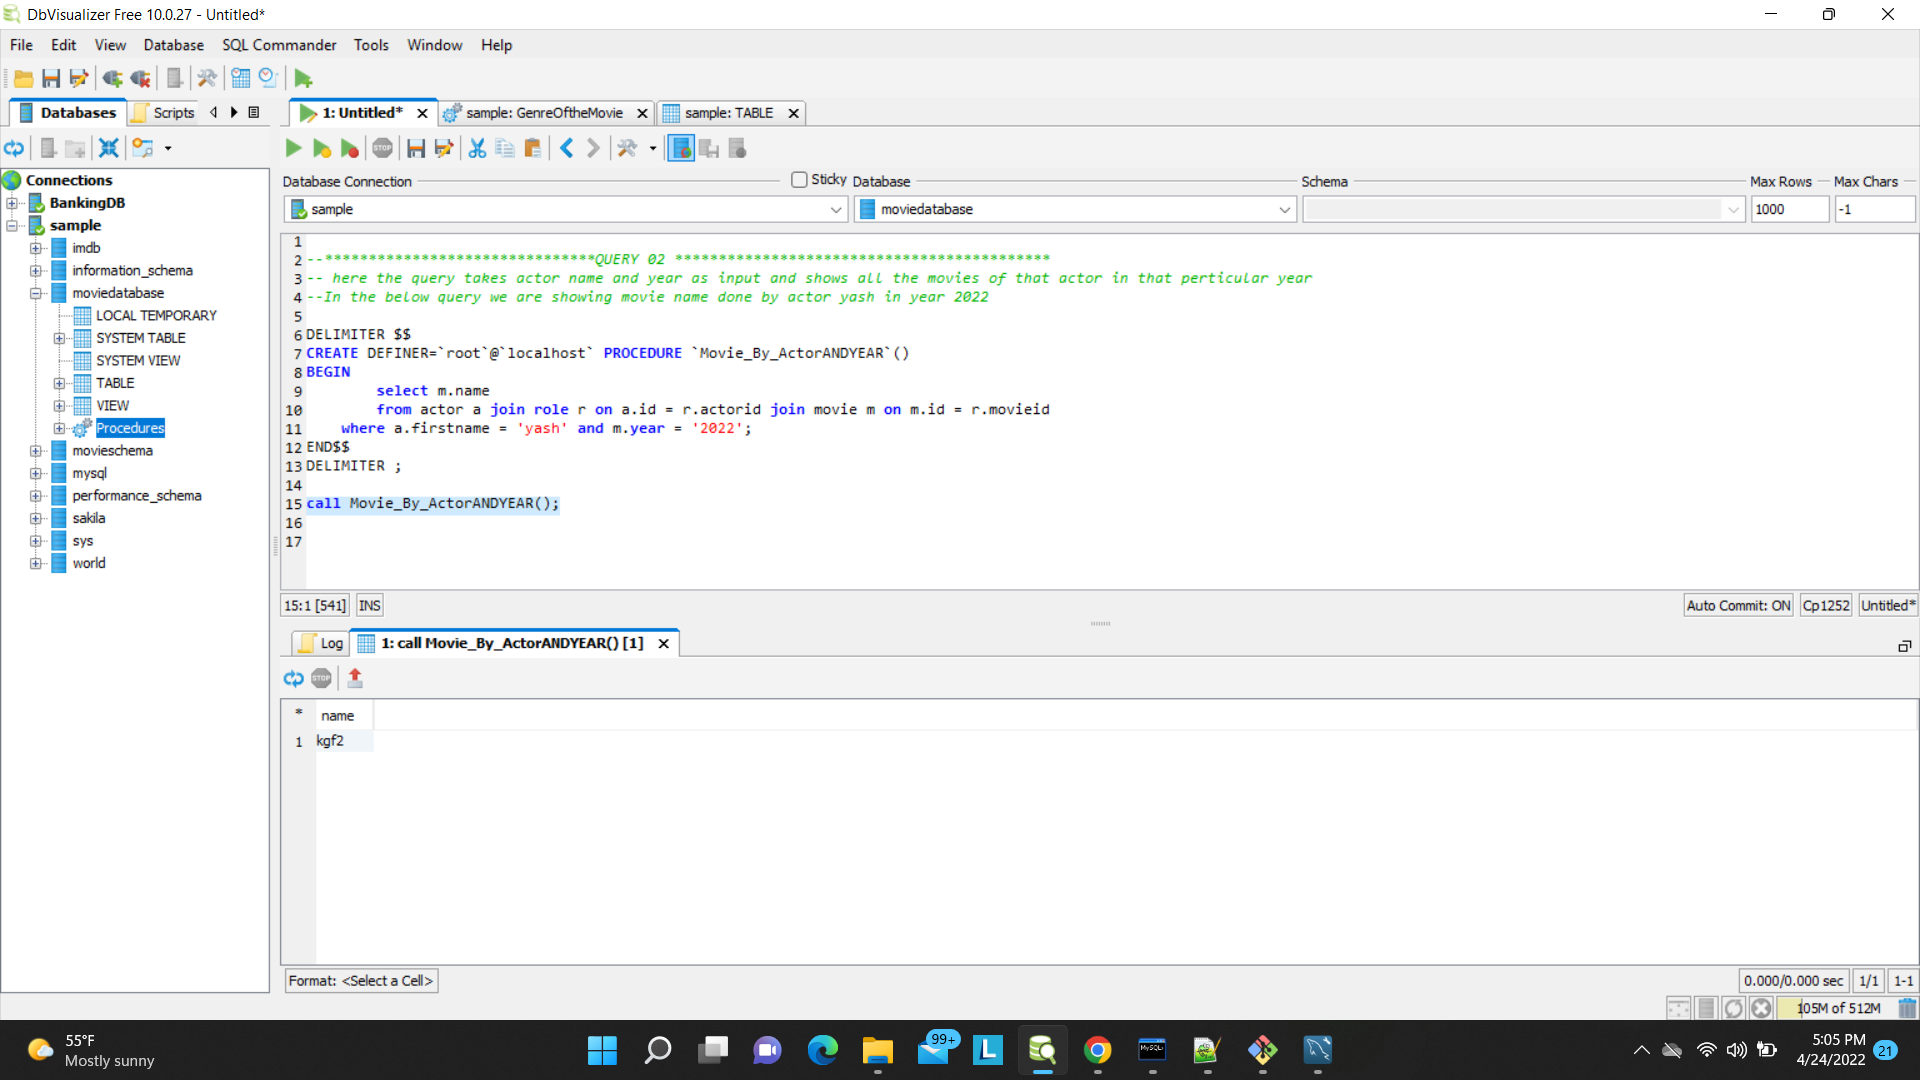 DbVisualizer Free 10.0.27 - Untitled*
File Edit View Database SQL Commander Tools Window Help
Databases Scripts
1: Untitled* sample: GenreOftheMovie sample: TABLE
Database Connection Sticky Database Schema Max Rows Max Chars
sample moviedatabase 1000 -1
Connections
BankingDB
sample
imdb
information_schema
moviedatabase
LOCAL TEMPORARY
SYSTEM TABLE
SYSTEM VIEW
TABLE
VIEW
Procedures
movieschema
mysql
performance_schema
sakila
sys
world
1
2 --*******************************QUERY 02 *******************************************
3 -- here the query takes actor name and year as input and shows all the movies of that actor in that perticular year
4 --In the below query we are showing movie name done by actor yash in year 2022
5
6 DELIMITER $$
7 CREATE DEFINER=`root`@`localhost` PROCEDURE `Movie_By_ActorANDYEAR`()
8 BEGIN
9 select m.name
10 from actor a join role r on a.id = r.actorid join movie m on m.id = r.movieid
11 where a.firstname = 'yash' and m.year = '2022';
12 END$$
13 DELIMITER ;
14
15 call Movie_By_ActorANDYEAR();
16
17
15:1 [541] INS Auto Commit: ON Cp1252 Untitled*
Log 1: call Movie_By_ActorANDYEAR() [1]
STOP
* name
1 kgf2
Format: <Select a Cell> 0.000/0.000 sec 1/1 1-1
105M of 512M
55°F
Mostly sunny
99+
L
MySQL
5:05 PM
4/24/2022
21